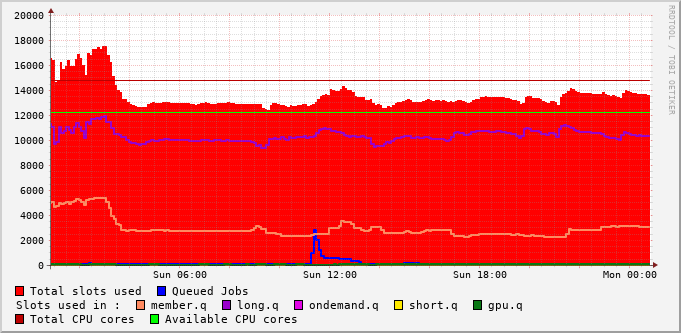 20000
18000
16000
14000
12000
10000
8000
6000
4000
2000
0
Sun 06:00 Sun 12:00 Sun 18:00 Mon 00:00
Total slots used Queued Jobs
Slots used in : member.q long.q ondemand.q short.q gpu.q
Total CPU cores Available CPU cores
RRDTOOL / TOBI OETIKER